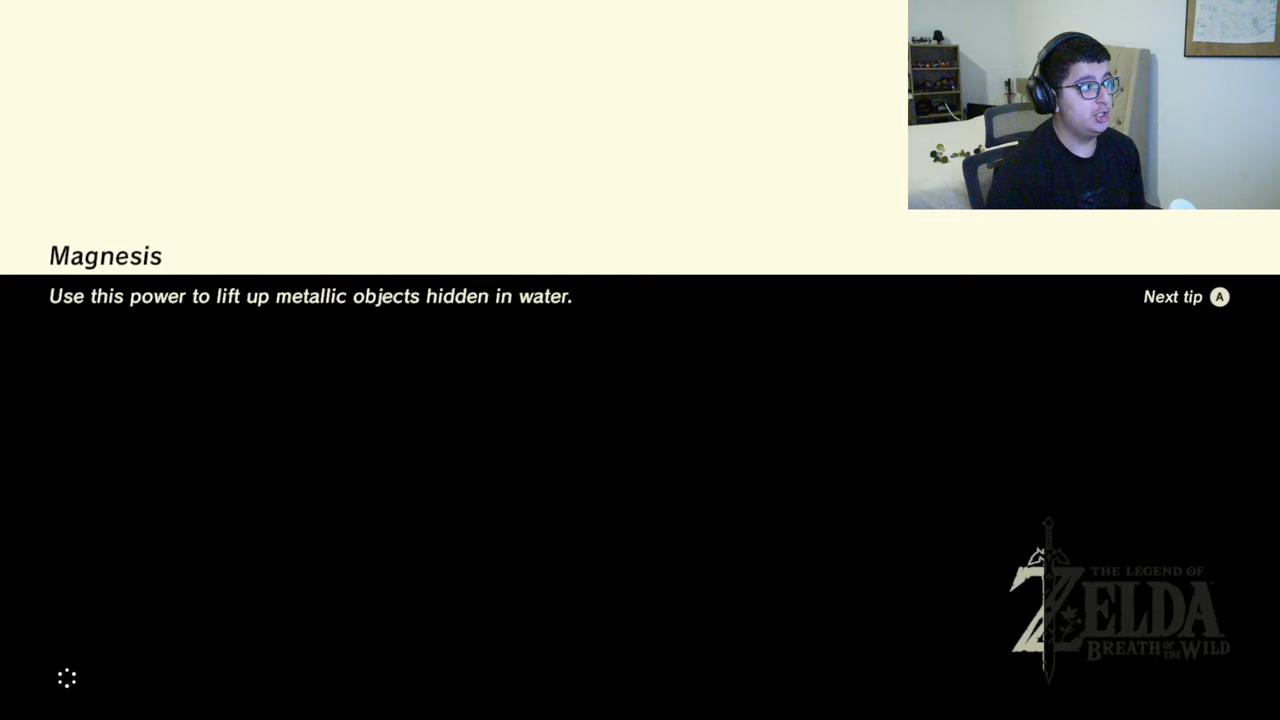 Magnesis
Use this power to lift up metallic objects hidden in water.
Next tip A
THE LEGEND OF
ZELDA
BREATH OF THE WILD